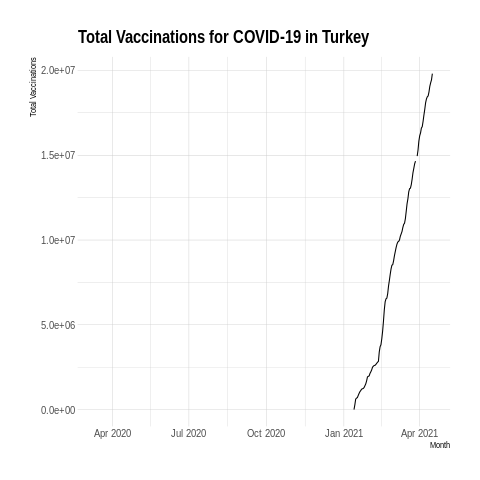 Total Vaccinations for COVID-19 in Turkey
Total Vaccinations
2.0e+07
1.5e+07
1.0e+07
5.0e+06
0.0e+00
Apr 2020 Jul 2020 Oct 2020 Jan 2021 Apr 2021
Month